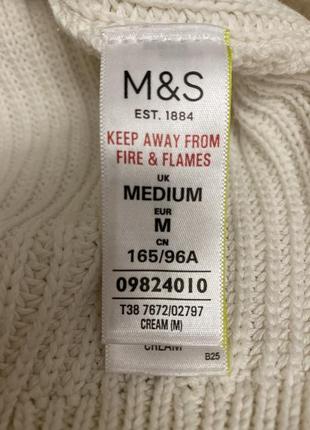 M&S
EST. 1884
KEEP AWAY FROM
FIRE & FLAMES
UK
MEDIUM
EUR
M
CN
165/96A
09824010
T38 7672/02797
CREAM (M)
CREAM
B25